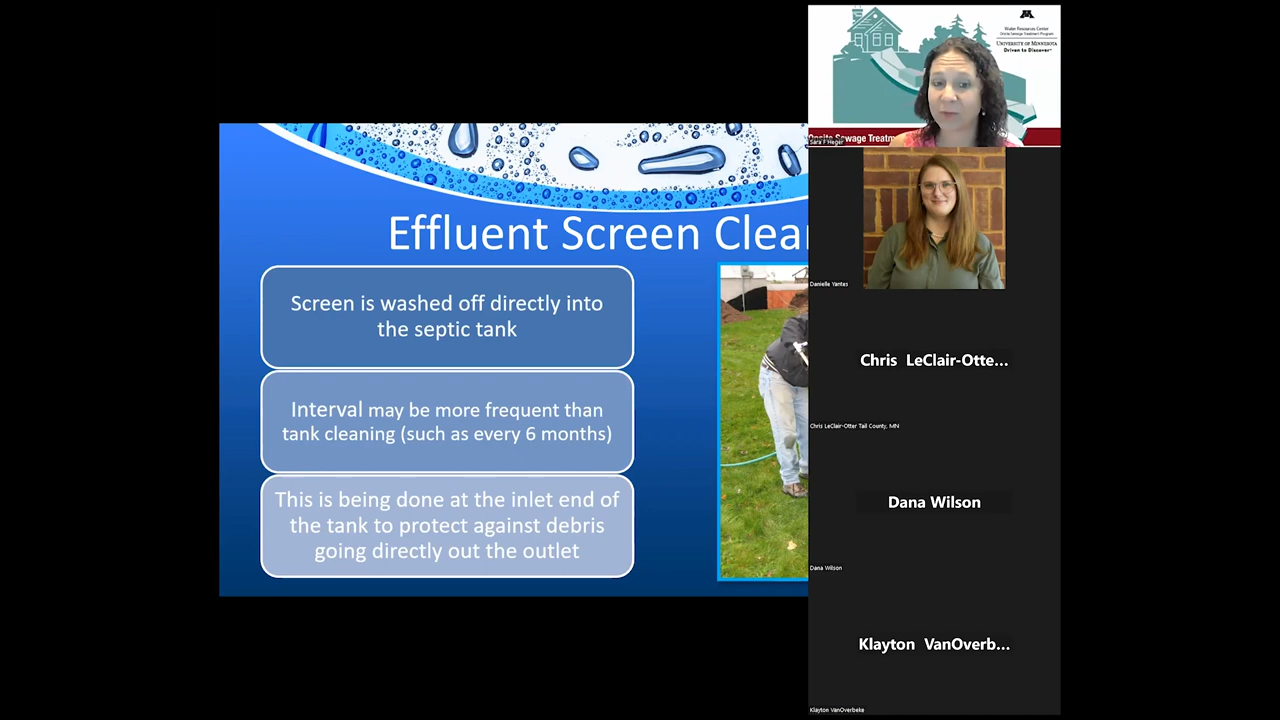 Water Resources Center
Onsite Sewage Treatment Program
UNIVERSITY OF MINNESOTA
Driven to Discover℠
Onsite Sewage Treatm
Sara F Heger
Effluent Screen Clea
Screen is washed off directly into
the septic tank
Interval may be more frequent than
tank cleaning (such as every 6 months)
This is being done at the inlet end of
the tank to protect against debris
going directly out the outlet
Danielle Yantes
Chris LeClair-Otte...
Chris LeClair-Otter Tail County, MN
Dana Wilson
Dana Wilson
Klayton VanOverb...
Klayton VanOverbeke